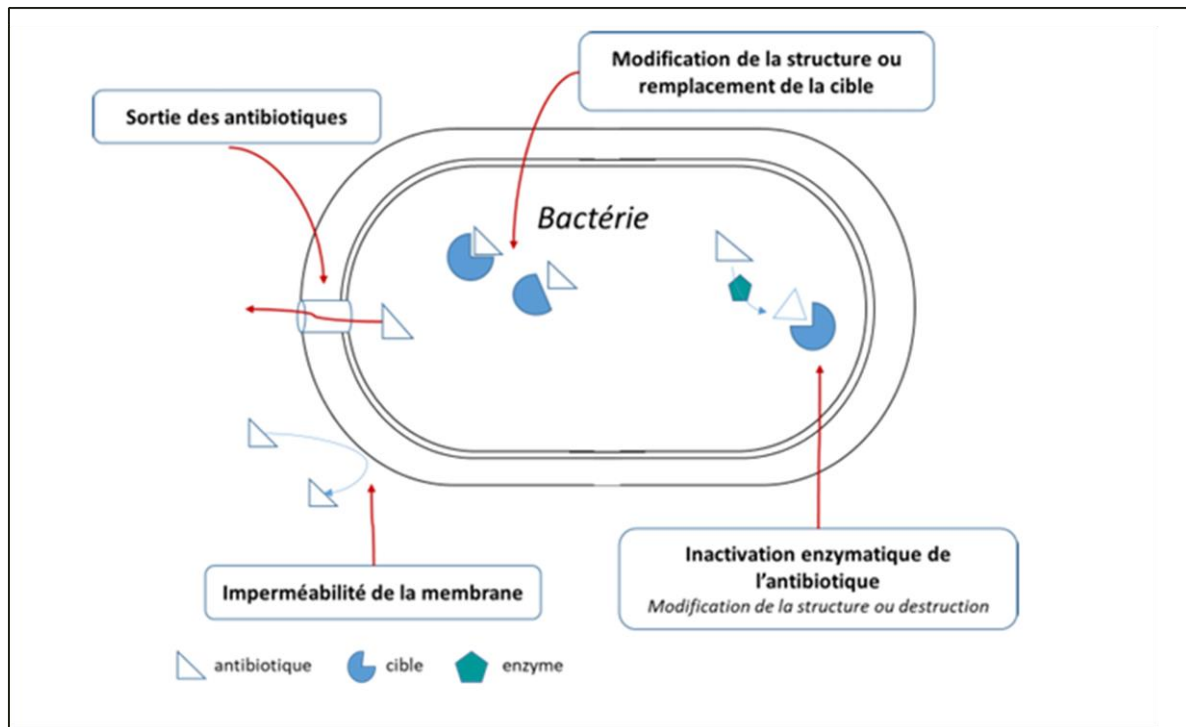 Modification de la structure ou
remplacement de la cible
Sortie des antibiotiques
Bactérie
Imperméabilité de la membrane
Inactivation enzymatique de
l'antibiotique
Modification de la structure ou destruction
antibiotique
cible
enzyme